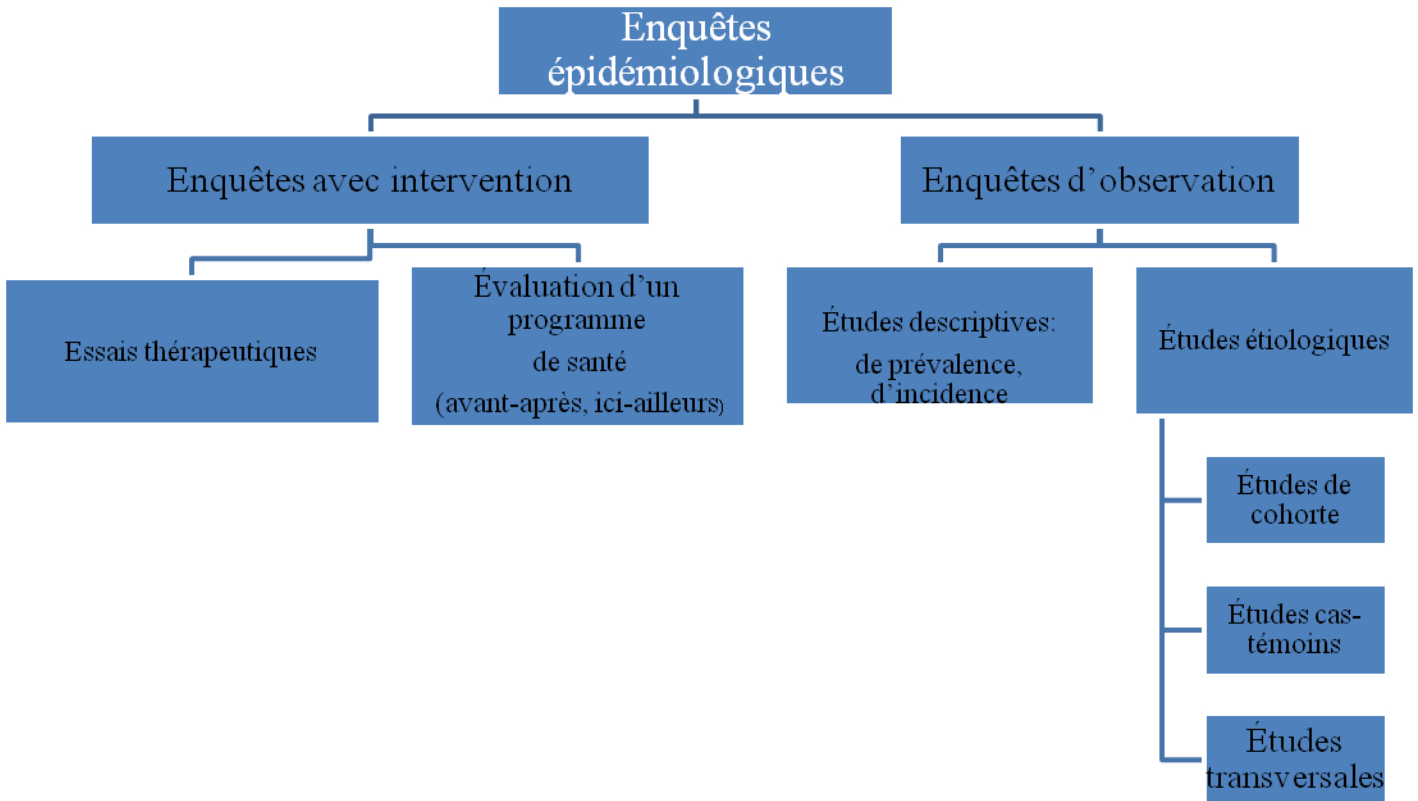 Enquêtes
épidémiologiques
Enquêtes avec intervention
Enquêtes d’observation
Essais thérapeutiques
Évaluation d’un
programme
de santé
(avant-après, ici-ailleurs)
Études descriptives:
de prévalence,
d’incidence
Études étiologiques
Études de
cohorte
Études cas-
témoins
Études
transversales